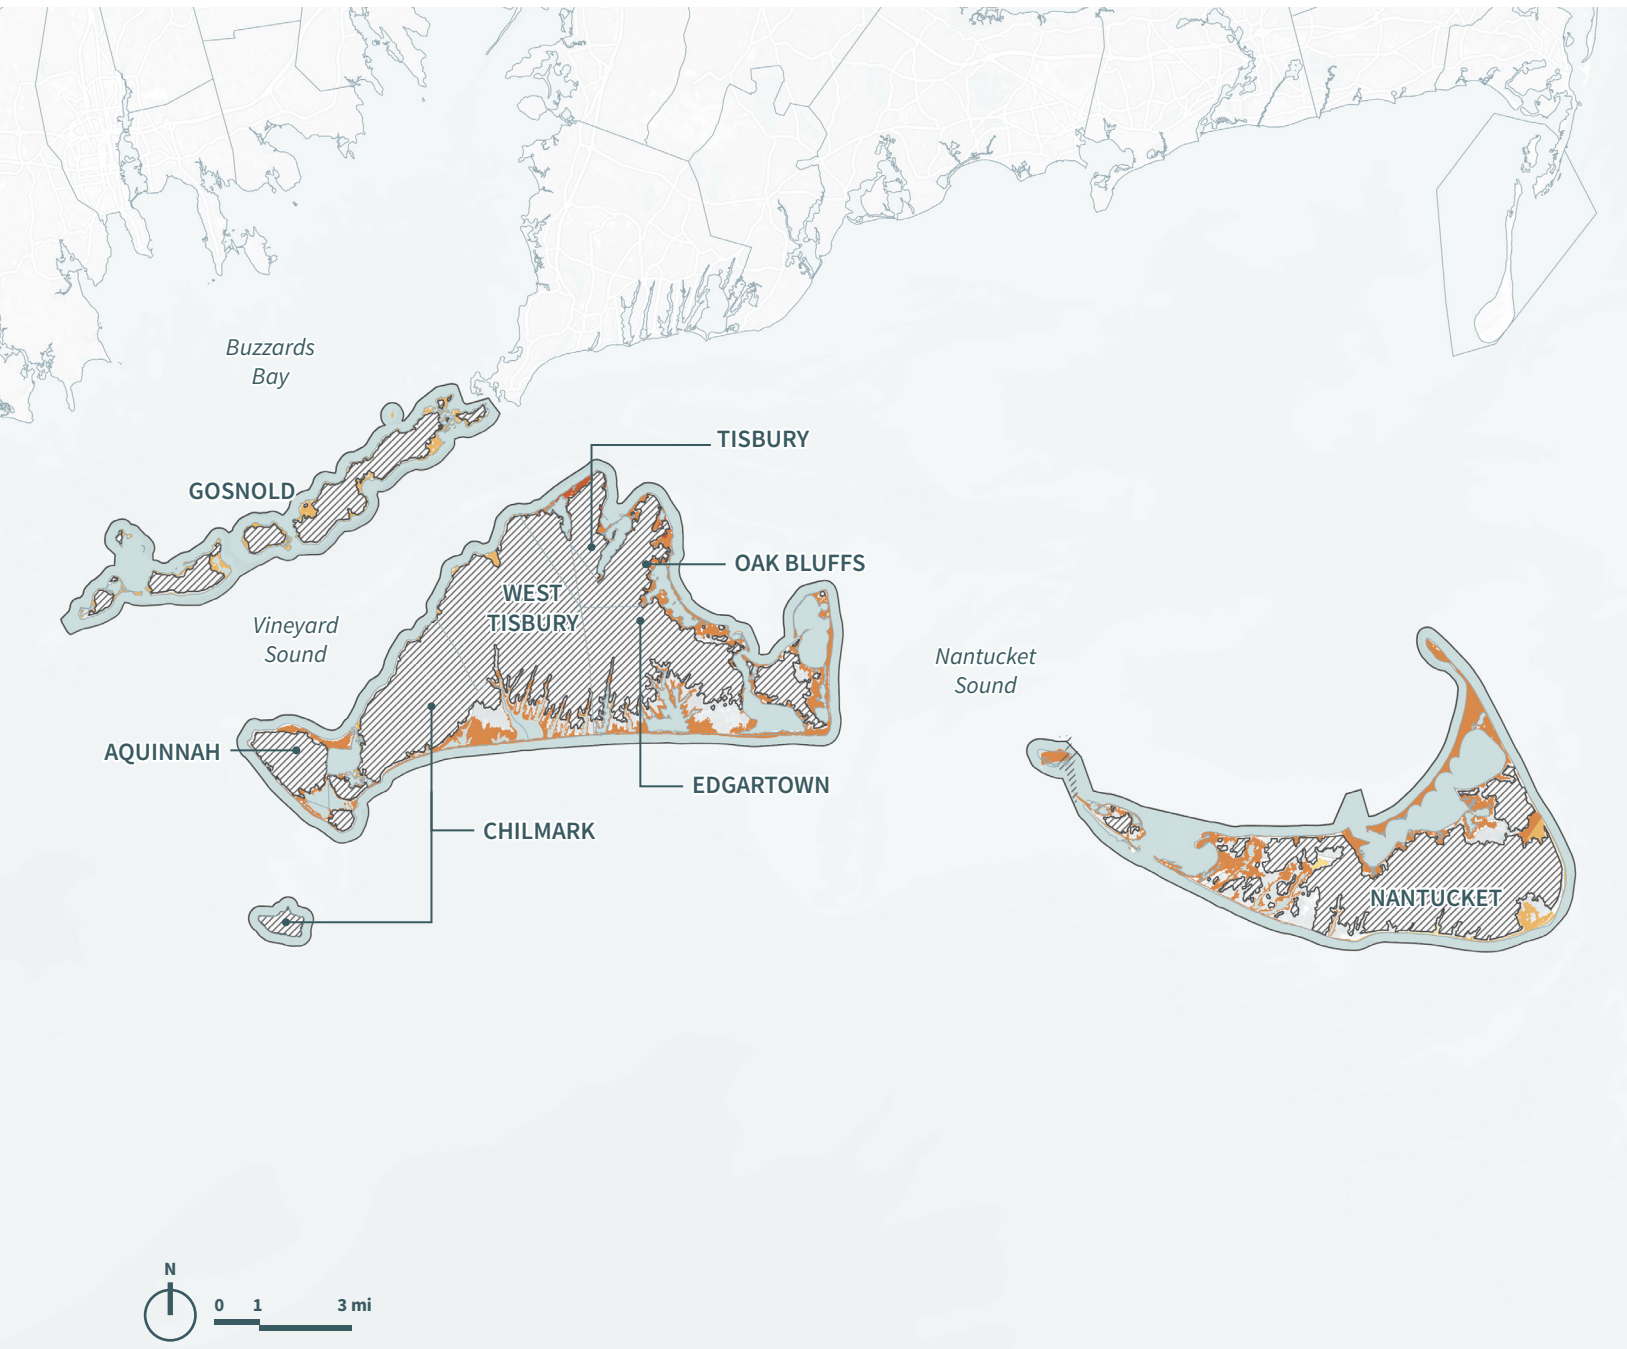 Buzzards
Bay
TISBURY
GOSNOLD
OAK BLUFFS
WEST
TISBURY
Vineyard
Sound
Nantucket
Sound
AQUINNAH
EDGARTOWN
CHILMARK
NANTUCKET
N
0 1 3 mi